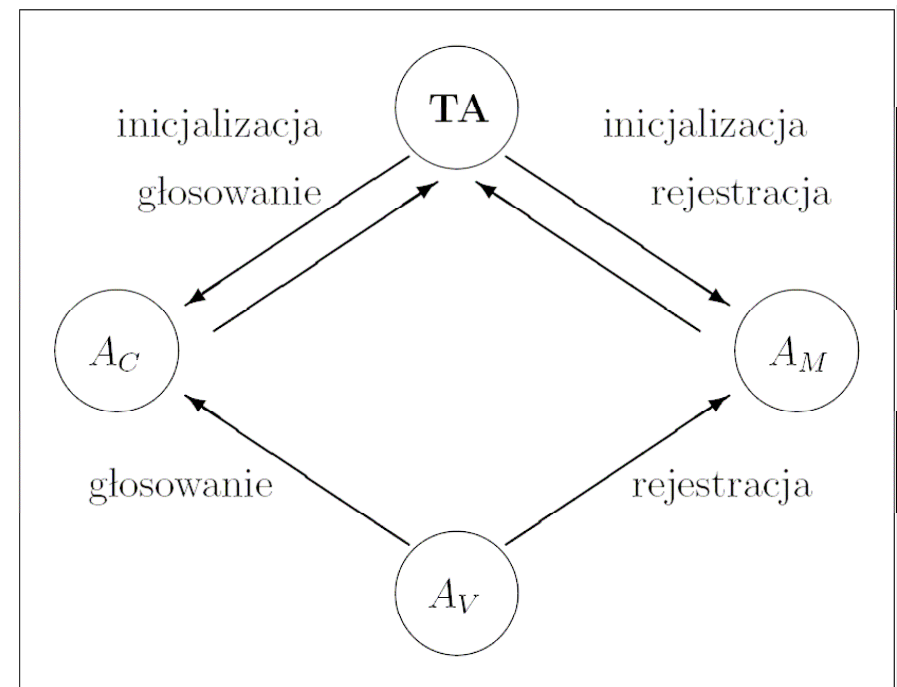 TA
inicjalizacja
inicjalizacja
głosowanie
rejestracja
A_C
A_M
głosowanie
rejestracja
A_V